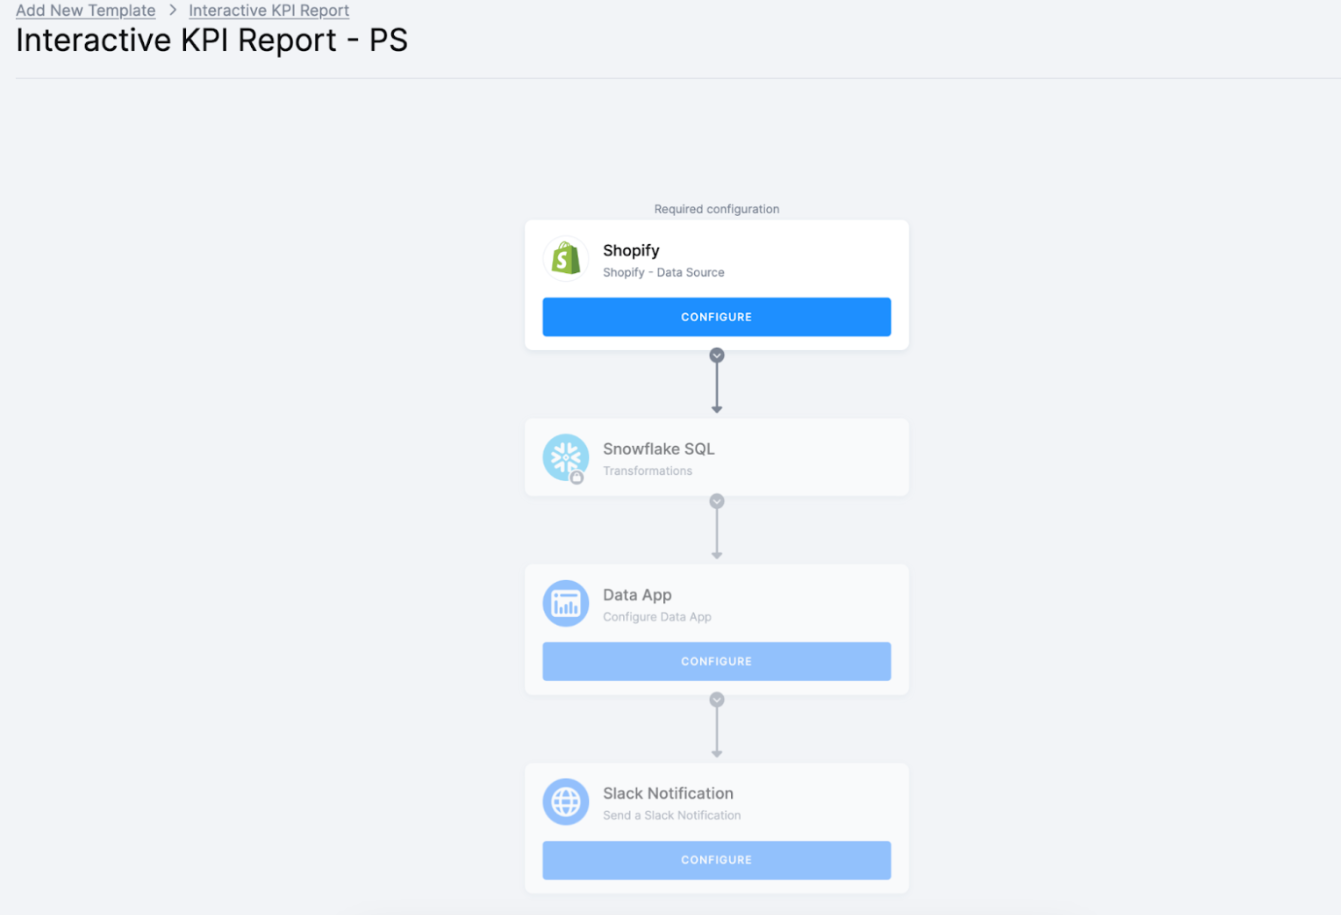 Add New Template > Interactive KPI Report
Interactive KPI Report - PS
Required configuration
Shopify
Shopify - Data Source
CONFIGURE
Snowflake SQL
Transformations
Data App
Configure Data App
CONFIGURE
Slack Notification
Send a Slack Notification
CONFIGURE